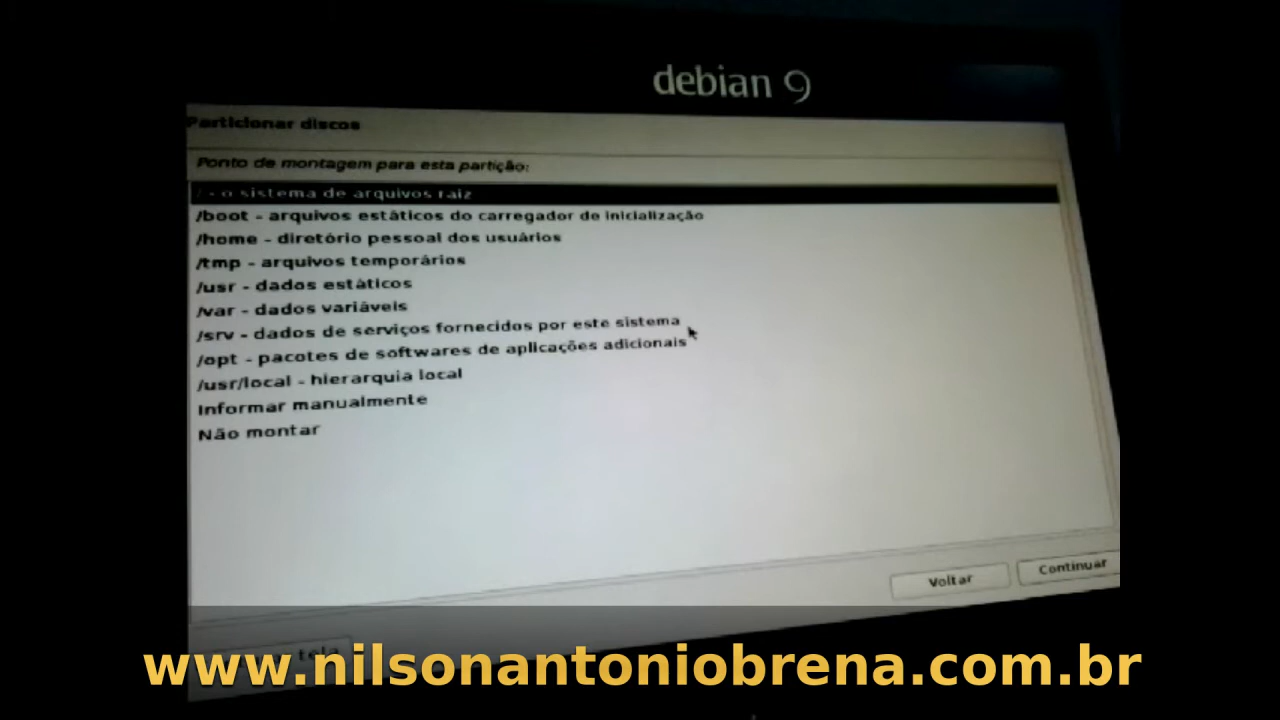 debian 9
Particionar discos
Ponto de montagem para esta partição:
/ - o sistema de arquivos raiz
/boot - arquivos estáticos do carregador de inicialização
/home - diretório pessoal dos usuários
/tmp - arquivos temporários
/usr - dados estáticos
/var - dados variáveis
/srv - dados de serviços fornecidos por este sistema
/opt - pacotes de softwares de aplicações adicionais
/usr/local - hierarquia local
Informar manualmente
Não montar
Voltar
Continuar
tela
www.nilsonantoniobrena.com.br